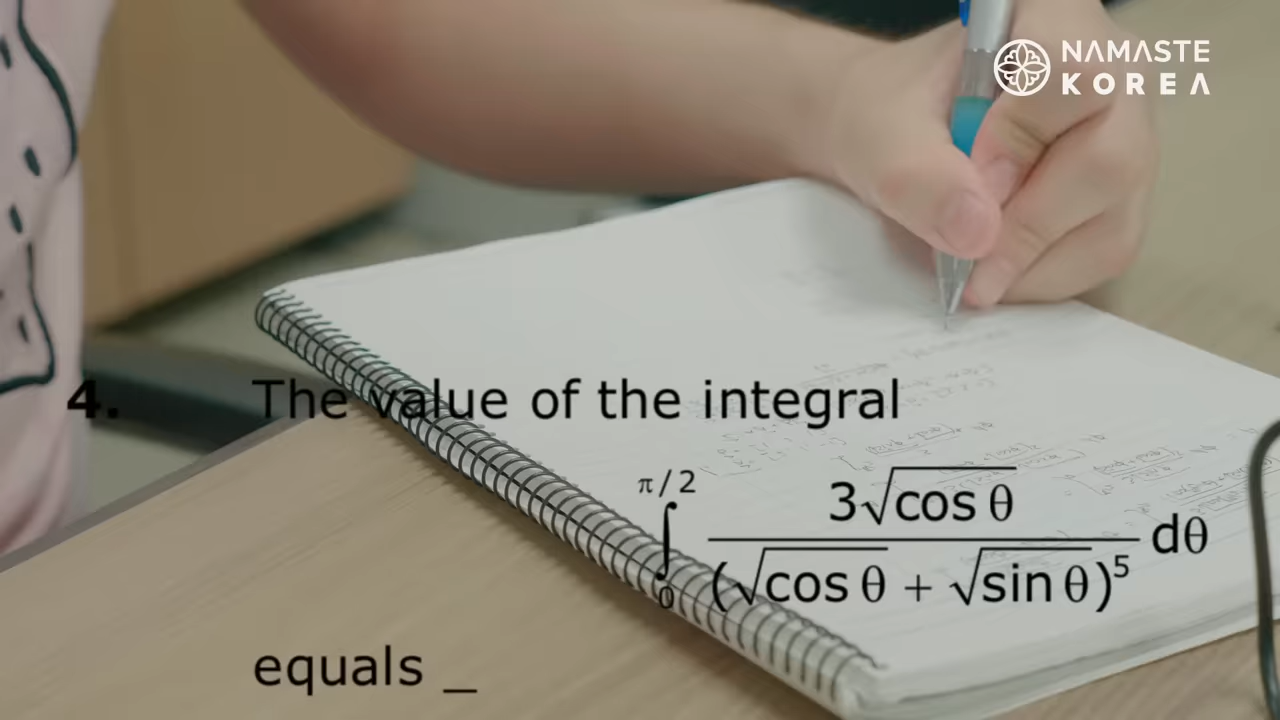 NAMASTE
KOREA
4. The value of the integral
π/2
∫
0
3√cos θ
(√cos θ + √sin θ)⁵
dθ
equals _